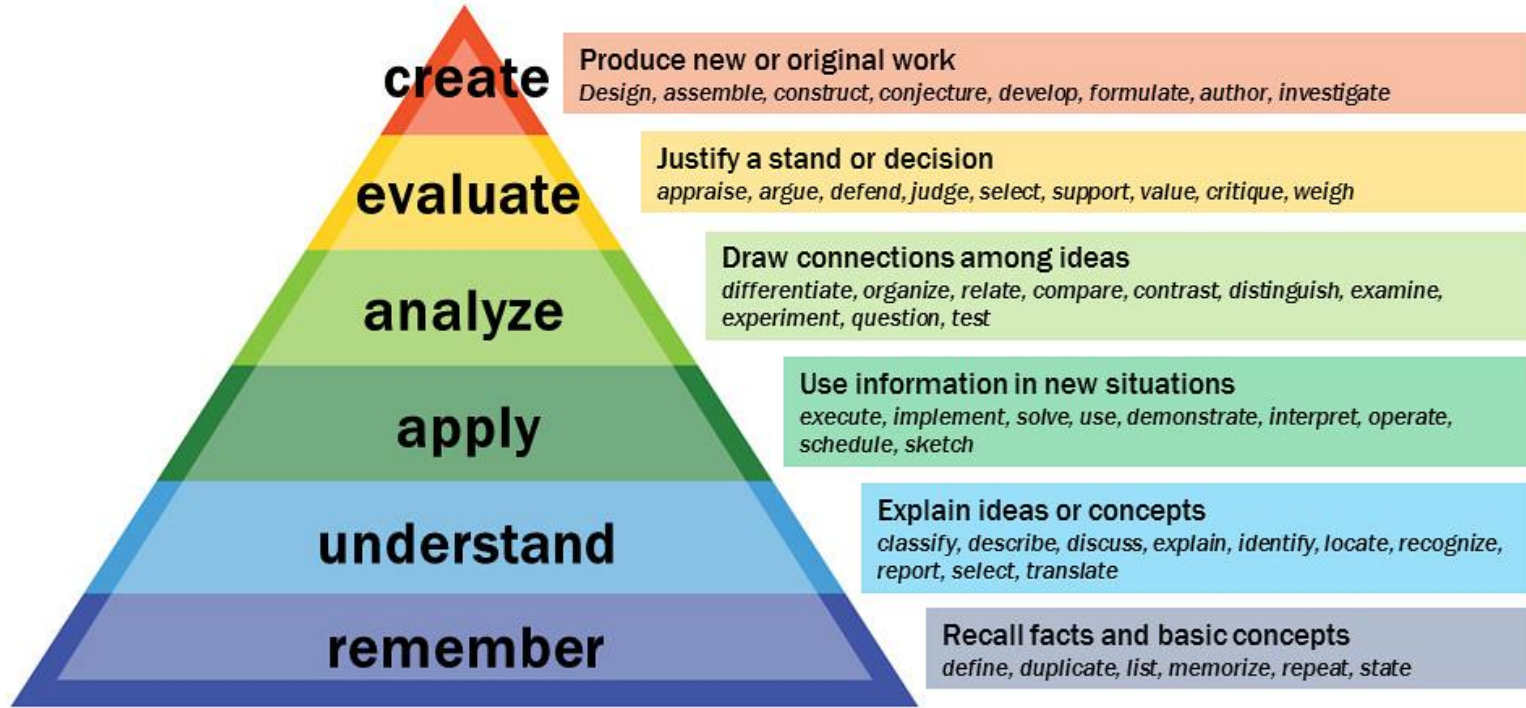 create
Produce new or original work
Design, assemble, construct, conjecture, develop, formulate, author, investigate
evaluate
Justify a stand or decision
appraise, argue, defend, judge, select, support, value, critique, weigh
analyze
Draw connections among ideas
differentiate, organize, relate, compare, contrast, distinguish, examine,
experiment, question, test
apply
Use information in new situations
execute, implement, solve, use, demonstrate, interpret, operate,
schedule, sketch
understand
Explain ideas or concepts
classify, describe, discuss, explain, identify, locate, recognize,
report, select, translate
remember
Recall facts and basic concepts
define, duplicate, list, memorize, repeat, state